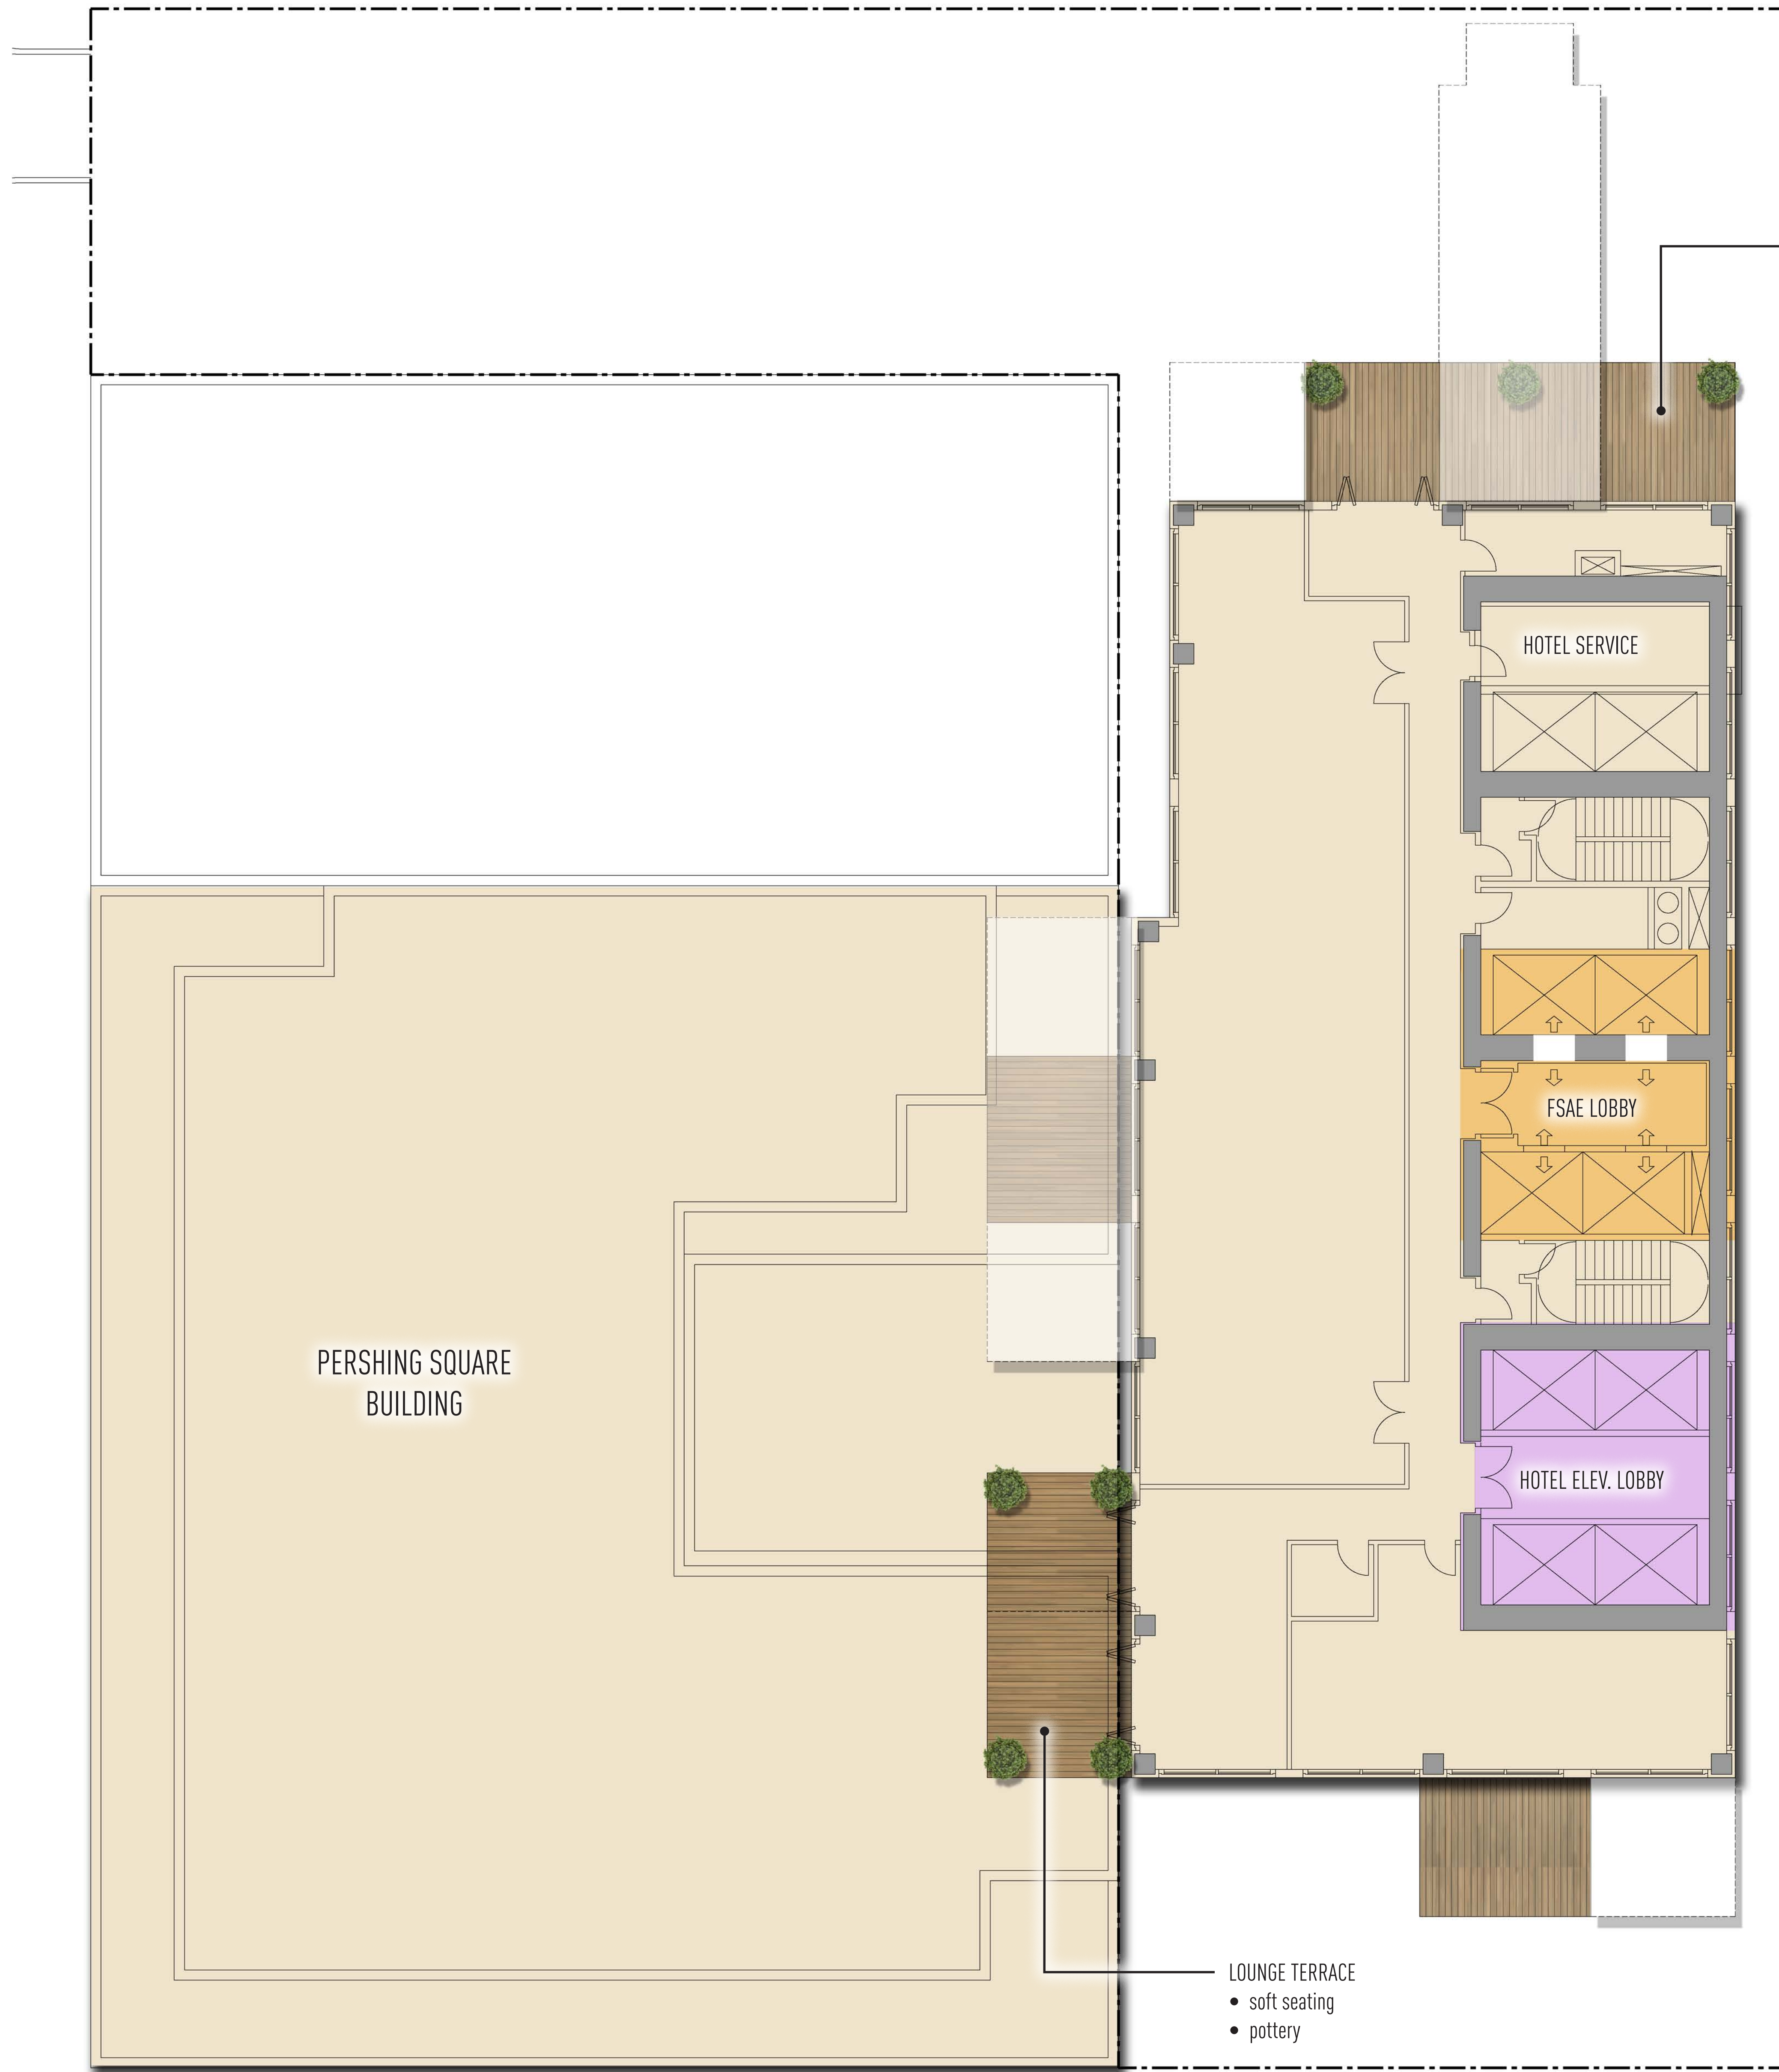 HOTEL SERVICE
FSAE LOBBY
PERSHING SQUARE
BUILDING
HOTEL ELEV. LOBBY
LOUNGE TERRACE
• soft seating
• pottery